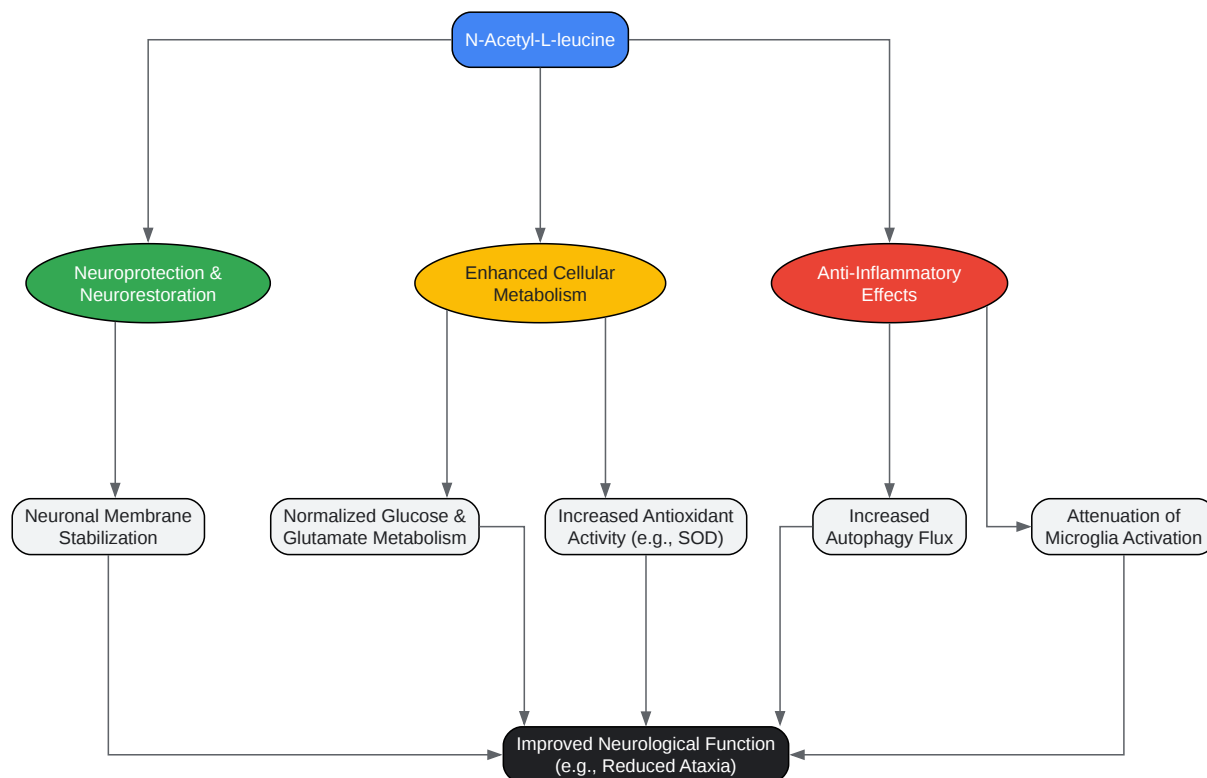 N-Acetyl-L-leucine
Neuroprotection &
Neurorestoration
Enhanced Cellular
Metabolism
Anti-Inflammatory
Effects
Neuronal Membrane
Stabilization
Normalized Glucose &
Glutamate Metabolism
Increased Antioxidant
Activity (e.g., SOD)
Increased
Autophagy Flux
Attenuation of
Microglia Activation
Improved Neurological Function
(e.g., Reduced Ataxia)